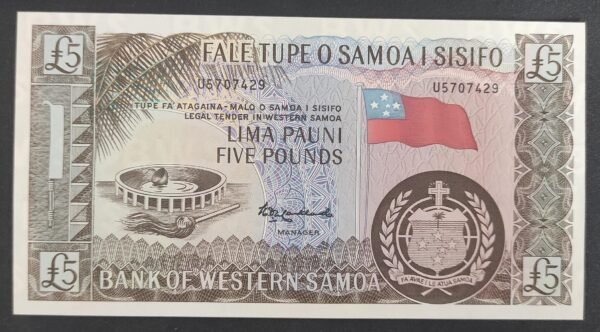 £5 FALE TUPE O SAMOA I SISIFO £5
U5707429 U5707429
TUPE FA'ATAGAINA-MALO O SAMOA I SISIFO
LEGAL TENDER IN WESTERN SAMOA
LIMA PAUNI
FIVE POUNDS
MANAGER
FA'AVAE I LE ATUA SAMOA
£5 BANK OF WESTERN SAMOA £5